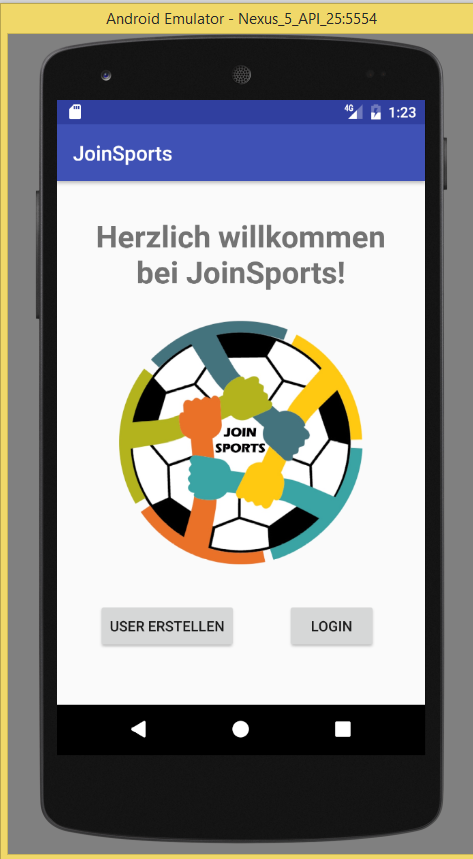 Android Emulator - Nexus_5_API_25:5554
4G 1:23
JoinSports
Herzlich willkommen
bei JoinSports!
JOIN
SPORTS
USER ERSTELLEN LOGIN